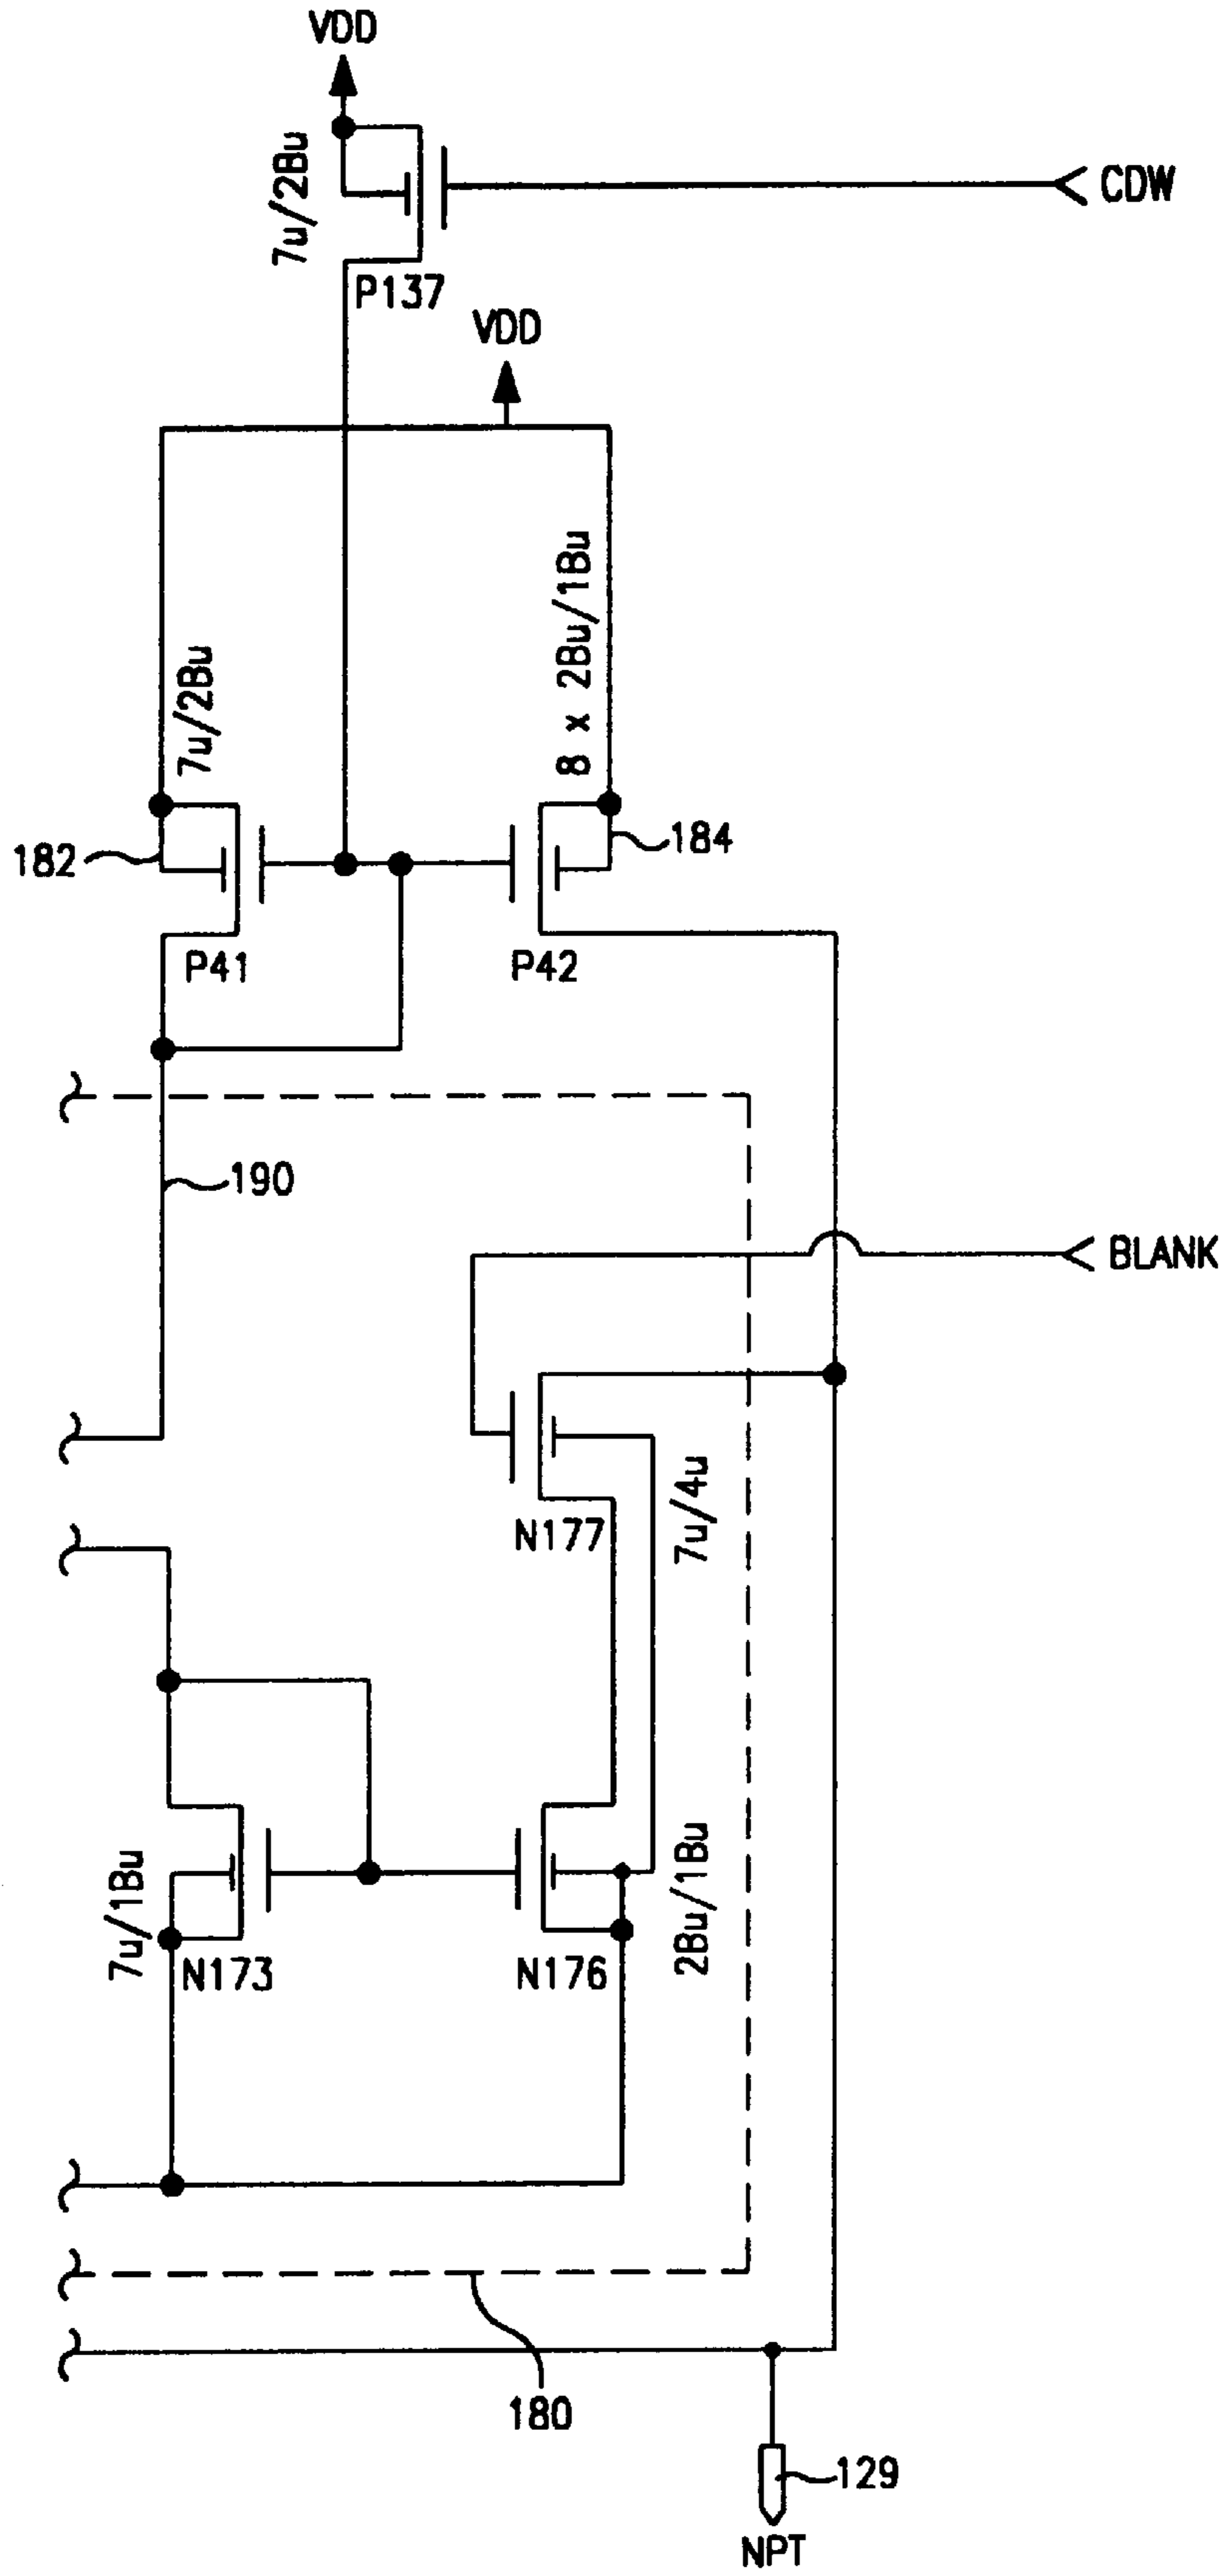 VDD
7u/2Bu
CDW
P137
VDD
8 x 2Bu/1Bu
7u/2Bu
182
184
P41
P42
190
BLANK
7u/4u
N177
7u/1Bu
2Bu/1Bu
N173
N176
180
129
NPT